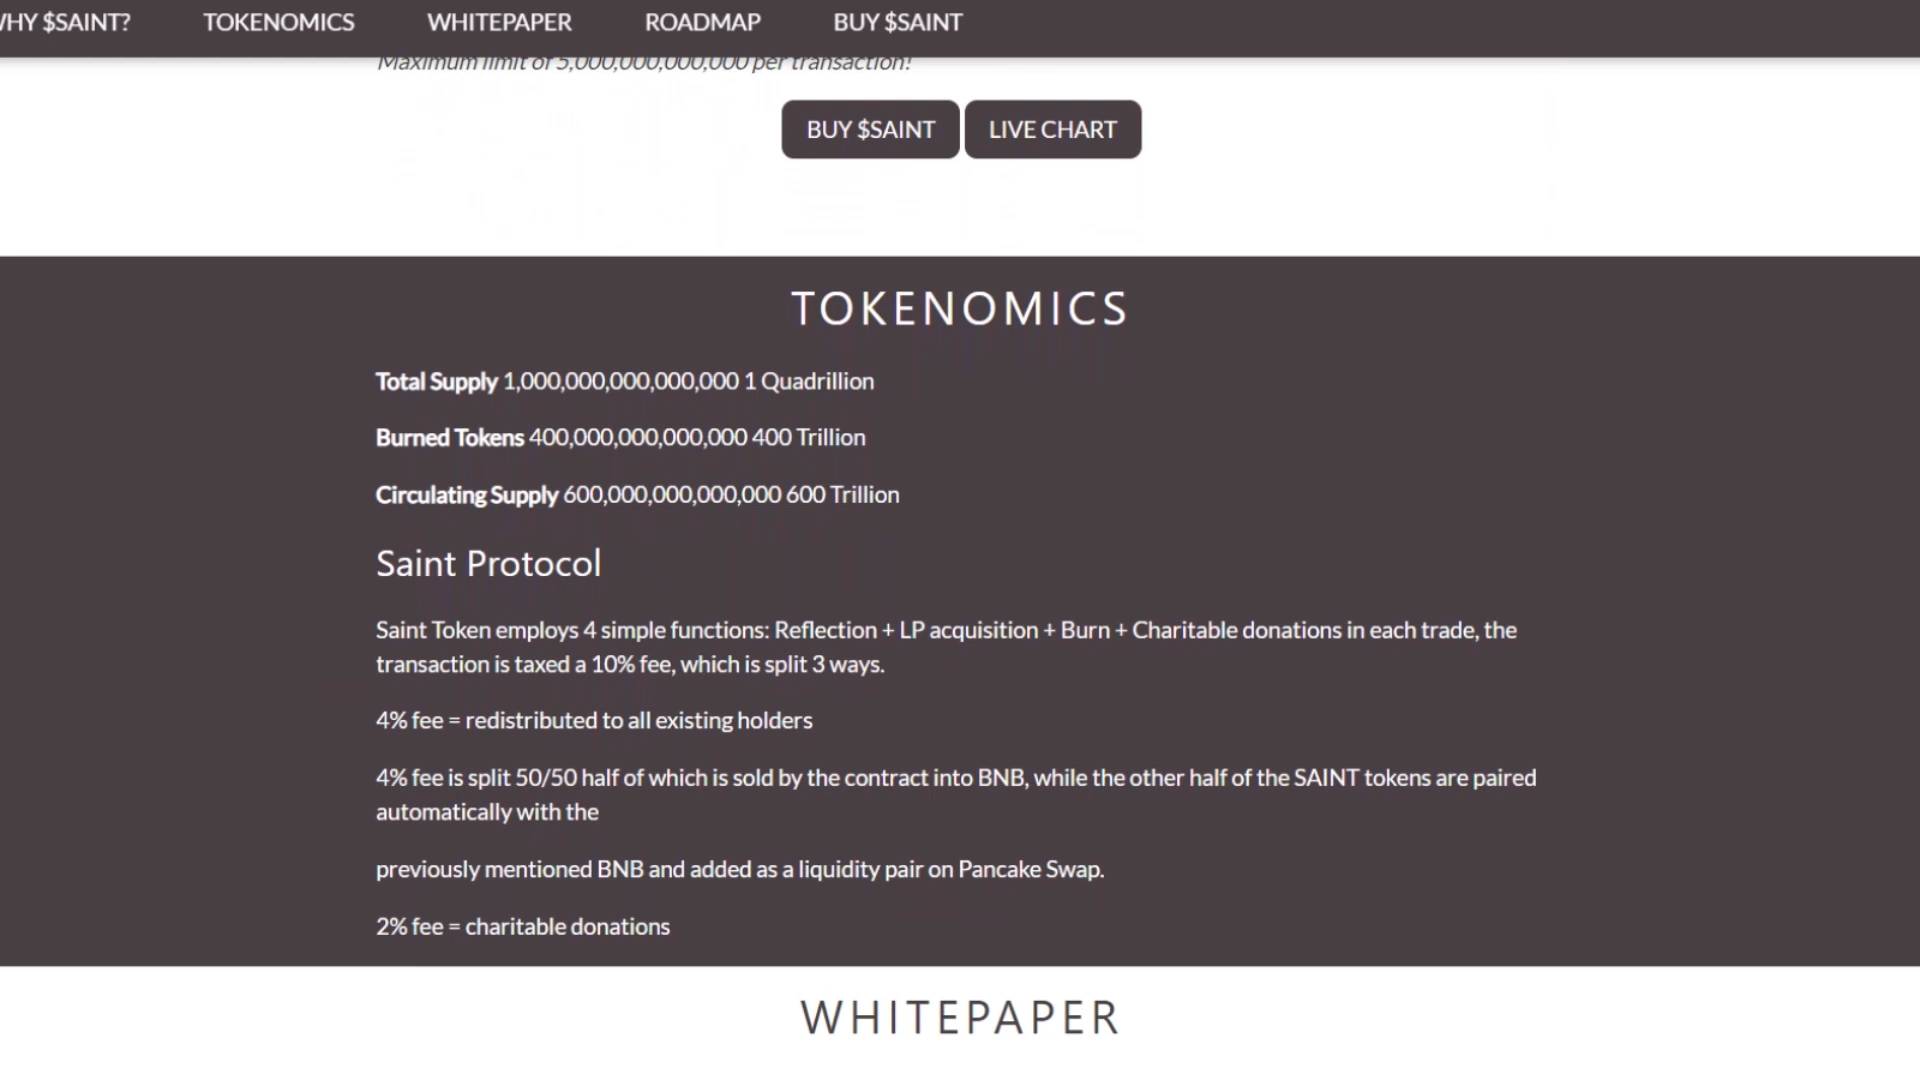 WHY $SAINT? TOKENOMICS WHITEPAPER ROADMAP BUY $SAINT
Maximum limit of 5,000,000,000,000 per transaction!
BUY $SAINT LIVE CHART
TOKENOMICS
Total Supply 1,000,000,000,000,000 1 Quadrillion
Burned Tokens 400,000,000,000,000 400 Trillion
Circulating Supply 600,000,000,000,000 600 Trillion
Saint Protocol
Saint Token employs 4 simple functions: Reflection + LP acquisition + Burn + Charitable donations in each trade, the
transaction is taxed a 10% fee, which is split 3 ways.
4% fee = redistributed to all existing holders
4% fee is split 50/50 half of which is sold by the contract into BNB, while the other half of the SAINT tokens are paired
automatically with the
previously mentioned BNB and added as a liquidity pair on Pancake Swap.
2% fee = charitable donations
WHITEPAPER